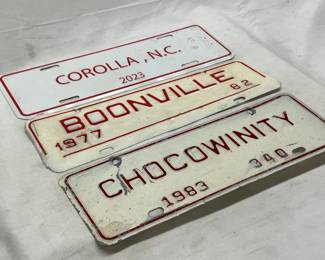 COROLLA, N.C.
2023
BOONVILLE
1977 82
CHOCOWINITY
1983 340